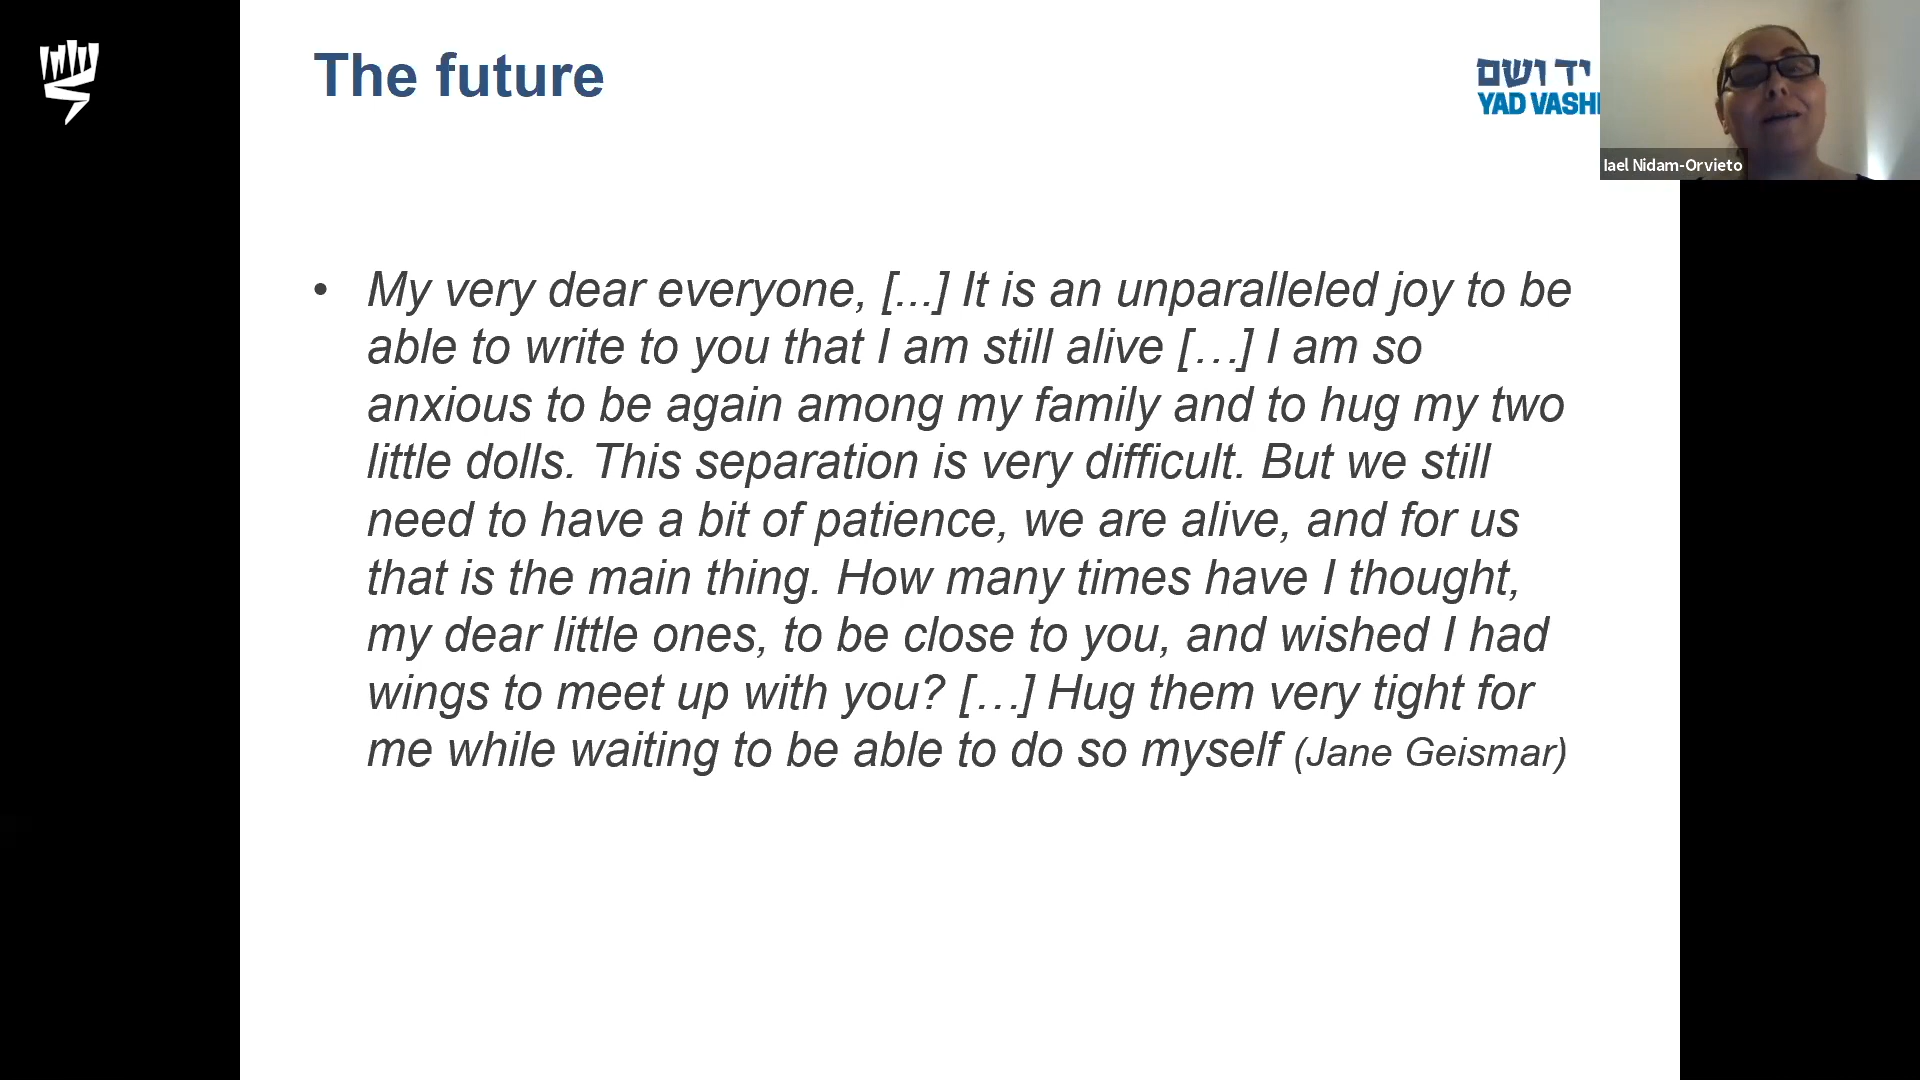 The future
יד ושם
YAD VASH
Iael Nidam-Orvieto
• My very dear everyone, [...] It is an unparalleled joy to be
able to write to you that I am still alive […] I am so
anxious to be again among my family and to hug my two
little dolls. This separation is very difficult. But we still
need to have a bit of patience, we are alive, and for us
that is the main thing. How many times have I thought,
my dear little ones, to be close to you, and wished I had
wings to meet up with you? […] Hug them very tight for
me while waiting to be able to do so myself (Jane Geismar)